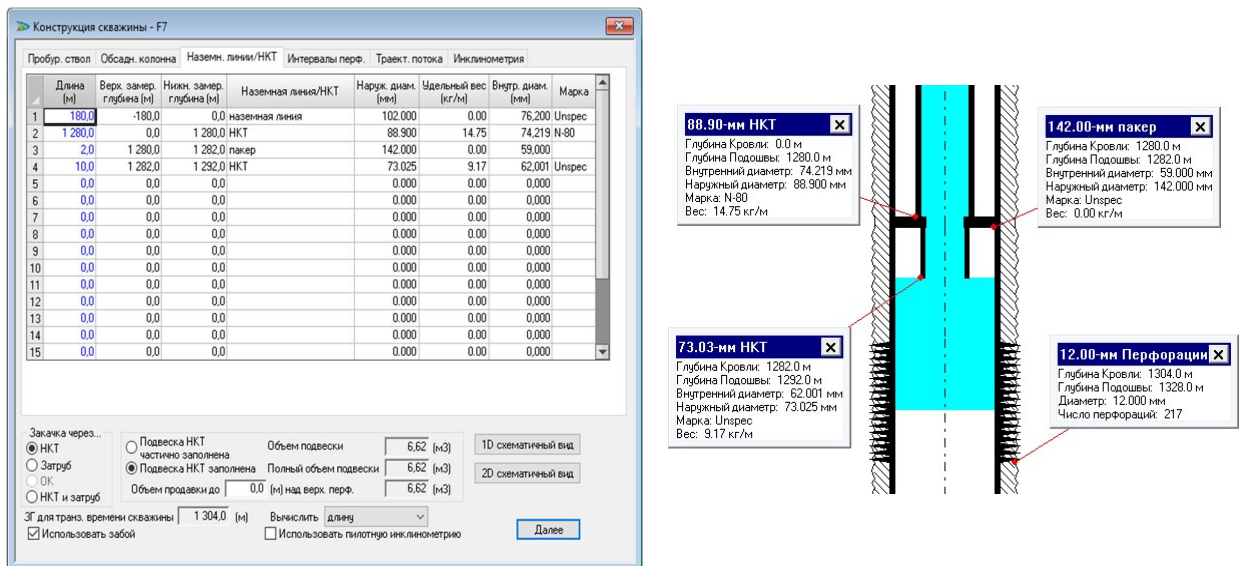 Конструкция скважины - F7
Пробур. ствол Обсадн. колонна Наземн. линии/НКТ Интервалы перф. Траект. потока Инклинометрия
Длина (м) Верх. замер. глубина (м) Нижн. замер. глубина (м) Наземная линия/НКТ Наруж. диам. (мм) Удельный вес (кг/м) Внутр. диам. (мм) Марка
1 180,0 -180,0 0,0 наземная линия 102.000 0.00 76,200 Unspec
2 1 280,0 0,0 1 280,0 НКТ 88.900 14.75 74,219 N-80
3 2,0 1 280,0 1 282,0 пакер 142.000 0.00 59,000
4 10,0 1 282,0 1 292,0 НКТ 73.025 9.17 62,001 Unspec
5 0,0 0,0 0,0 0.000 0.00 0,000
6 0,0 0,0 0,0 0.000 0.00 0,000
7 0,0 0,0 0,0 0.000 0.00 0,000
8 0,0 0,0 0,0 0.000 0.00 0,000
9 0,0 0,0 0,0 0.000 0.00 0,000
10 0,0 0,0 0,0 0.000 0.00 0,000
11 0,0 0,0 0,0 0.000 0.00 0,000
12 0,0 0,0 0,0 0.000 0.00 0,000
13 0,0 0,0 0,0 0.000 0.00 0,000
14 0,0 0,0 0,0 0.000 0.00 0,000
15 0,0 0,0 0,0 0.000 0.00 0,000
Закачка через...
НКТ
Затруб
ОК
НКТ и затруб
Подвеска НКТ
частично заполнена
Объем подвески 6,62 (м3)
Подвеска НКТ заполнена Полный объем подвески 6,62 (м3)
Объем продавки до 0,0 (м) над верх. перф. 6,62 (м3)
1D схематичный вид
2D схематичный вид
ЗГ для транз. времени скважины 1 304,0 (м) Вычислить длину
Использовать забой Использовать пилотную инклинометрию
Далее
88.90-мм НКТ
Глубина Кровли: 0.0 м
Глубина Подошвы: 1280.0 м
Внутренний диаметр: 74.219 мм
Наружный диаметр: 88.900 мм
Марка: N-80
Вес: 14.75 кг/м
142.00-мм пакер
Глубина Кровли: 1280.0 м
Глубина Подошвы: 1282.0 м
Внутренний диаметр: 59.000 мм
Наружный диаметр: 142.000 мм
Марка: Unspec
Вес: 0.00 кг/м
73.03-мм НКТ
Глубина Кровли: 1282.0 м
Глубина Подошвы: 1292.0 м
Внутренний диаметр: 62.001 мм
Наружный диаметр: 73.025 мм
Марка: Unspec
Вес: 9.17 кг/м
12.00-мм Перфорации
Глубина Кровли: 1304.0 м
Глубина Подошвы: 1328.0 м
Диаметр: 12.000 мм
Число перфораций: 217